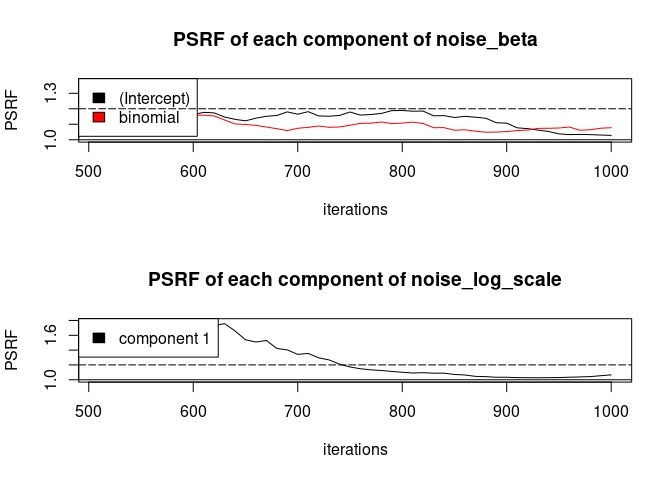 PSRF of each component of noise_beta
PSRF
1.3
1.0
(Intercept)
binomial
500 600 700 800 900 1000
iterations
PSRF of each component of noise_log_scale
PSRF
1.6
1.0
component 1
500 600 700 800 900 1000
iterations